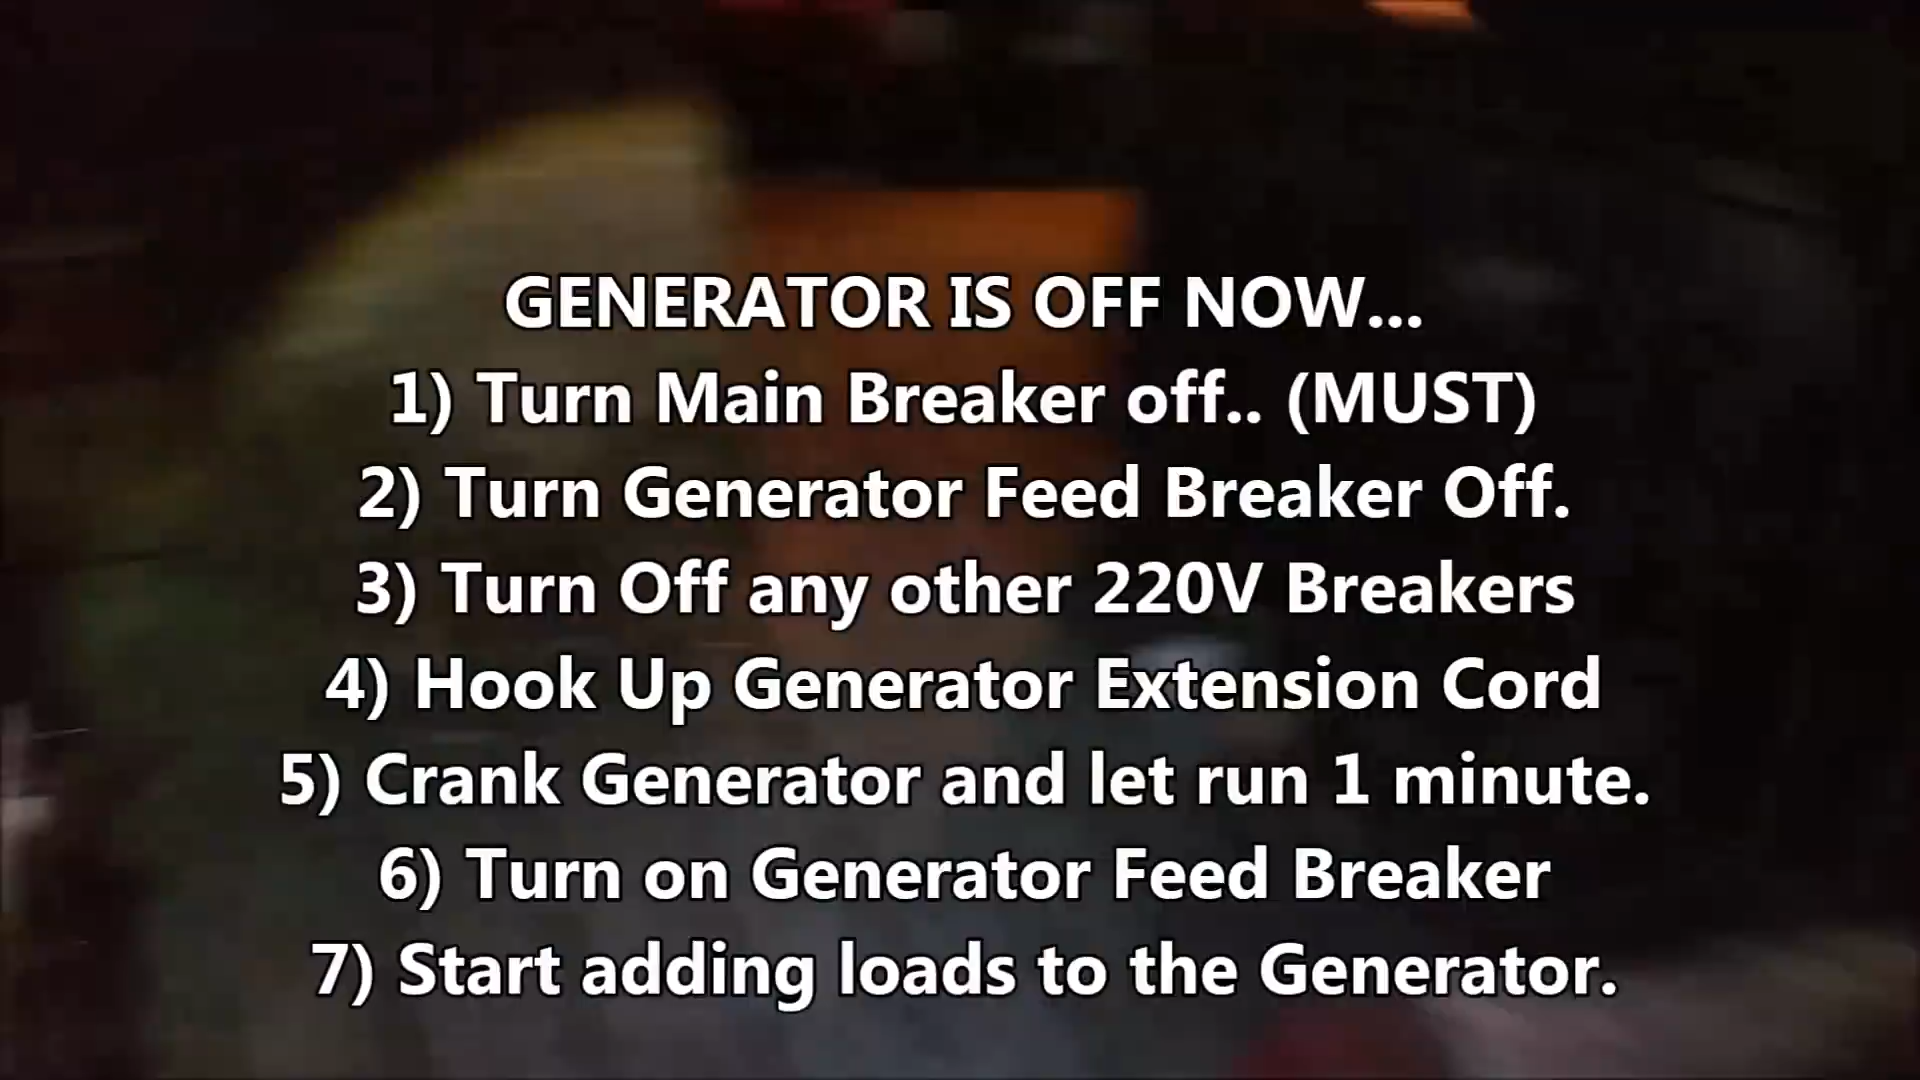 GENERATOR IS OFF NOW...
1) Turn Main Breaker off.. (MUST)
2) Turn Generator Feed Breaker Off.
3) Turn Off any other 220V Breakers
4) Hook Up Generator Extension Cord
5) Crank Generator and let run 1 minute.
6) Turn on Generator Feed Breaker
7) Start adding loads to the Generator.